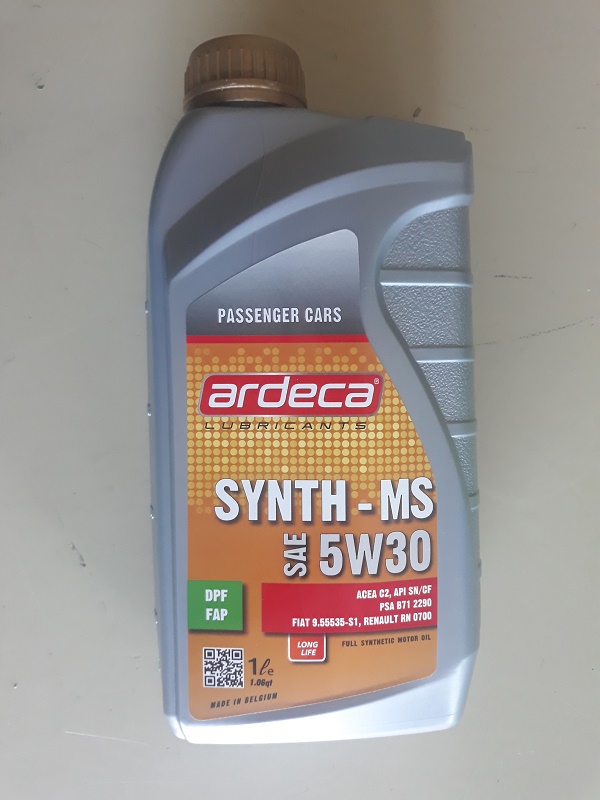 PASSENGER CARS
ardeca®
LUBRICANTS
SYNTH - MS
SAE 5W30
DPF
FAP
ACEA C2, API SN/CF
PSA B71 2290
FIAT 9.55535-S1, RENAULT RN 0700
LONG
LIFE
FULL SYNTHETIC MOTOR OIL
1 ℓ e
1.06qt
MADE IN BELGIUM